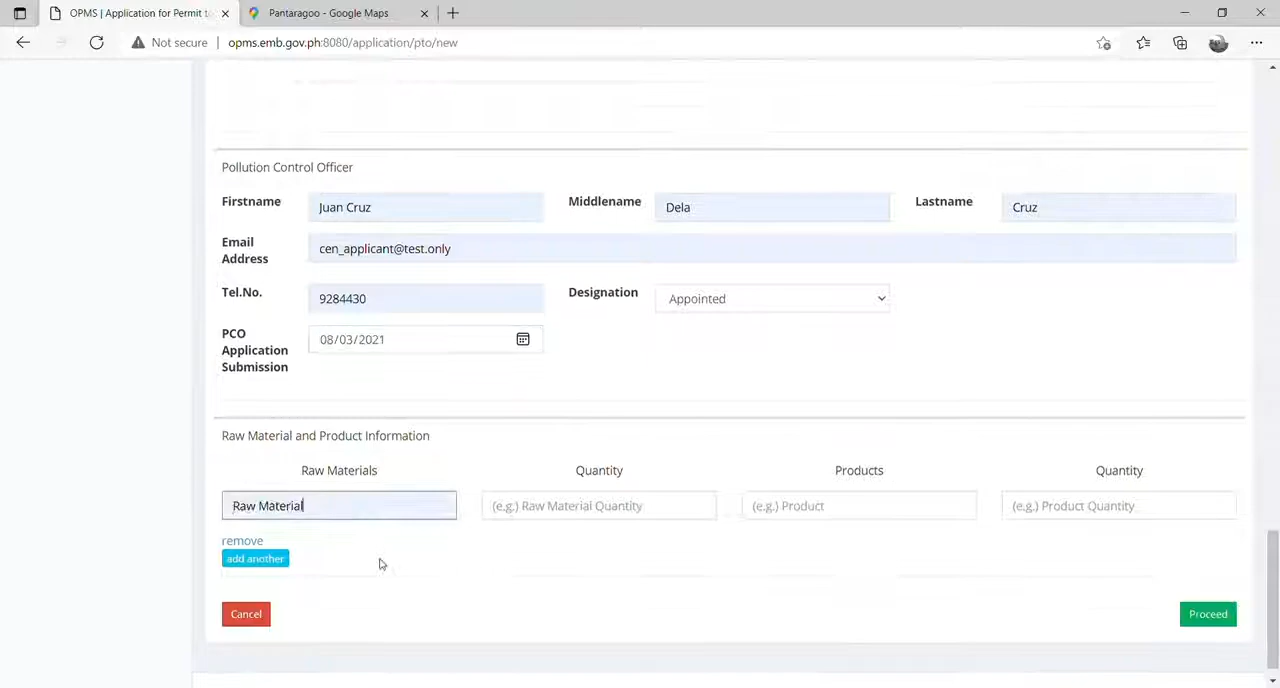 OPMS | Application for Permit t
Pantaragoo - Google Maps
Not secure
opms.emb.gov.ph:8080/application/pto/new
Pollution Control Officer
Firstname
Juan Cruz
Middlename
Dela
Lastname
Cruz
Email Address
cen_applicant@test.only
Tel.No.
9284430
Designation
Appointed
PCO Application Submission
08/03/2021
Raw Material and Product Information
Raw Materials
Quantity
Products
Quantity
Raw Material
(e.g.) Raw Material Quantity
(e.g.) Product
(e.g.) Product Quantity
remove
add another
Cancel
Proceed